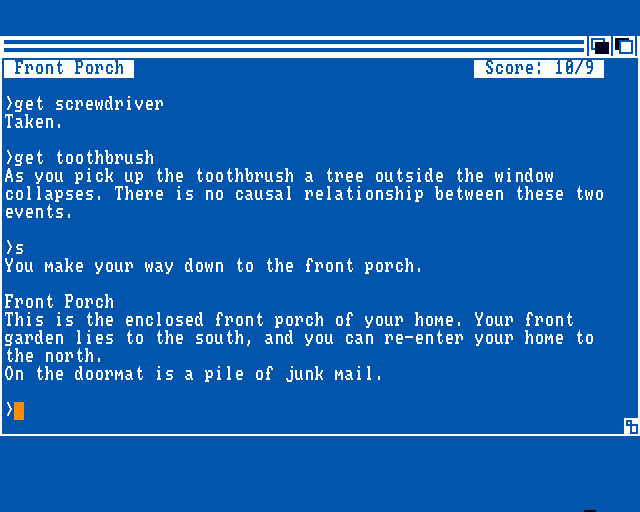 Front Porch Score: 10/9
>get screwdriver
Taken.
>get toothbrush
As you pick up the toothbrush a tree outside the window
collapses. There is no causal relationship between these two
events.
>s
You make your way down to the front porch.
Front Porch
This is the enclosed front porch of your home. Your front
garden lies to the south, and you can re-enter your home to
the north.
On the doormat is a pile of junk mail.
>